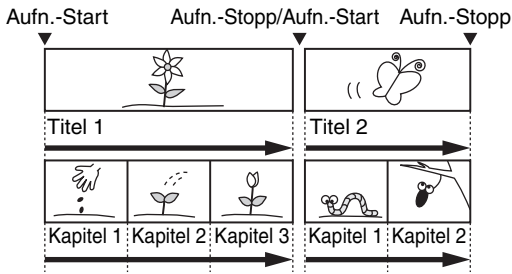 Aufn.-Start Aufn.-Stopp/Aufn.-Start Aufn.-Stopp
Titel 1 Titel 2
Kapitel 1 Kapitel 2 Kapitel 3 Kapitel 1 Kapitel 2